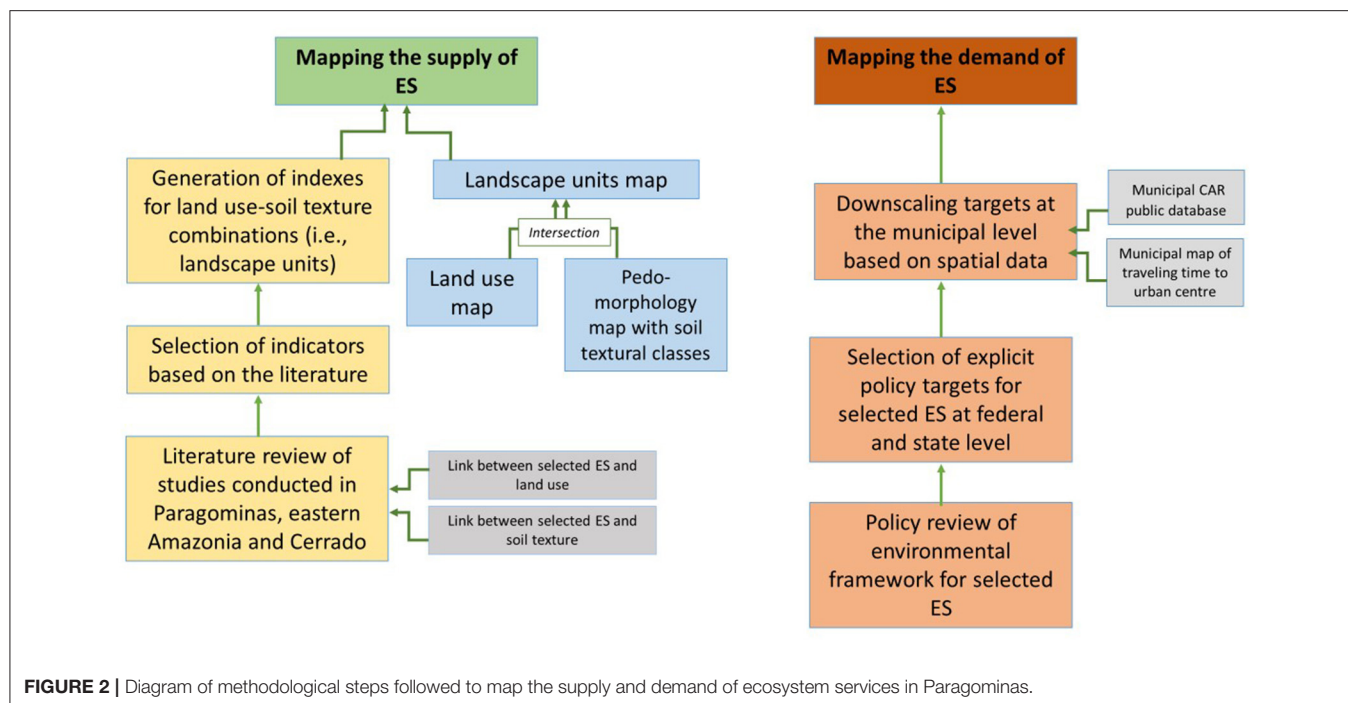 Mapping the supply of
ES
Generation of indexes
for land use-soil texture
combinations (i.e.,
landscape units)
Landscape units map
Intersection
Land use
map
Pedo-
morphology
map with soil
textural classes
Selection of indicators
based on the literature
Literature review of
studies conducted in
Paragominas, eastern
Amazonia and Cerrado
Link between selected ES and
land use
Link between selected ES and
soil texture
Mapping the demand of
ES
Downscaling targets at
the municipal level
based on spatial data
Municipal CAR
public database
Municipal map of
traveling time to
urban centre
Selection of explicit
policy targets for
selected ES at federal
and state level
Policy review of
environmental
framework for selected
ES
FIGURE 2 | Diagram of methodological steps followed to map the supply and demand of ecosystem services in Paragominas.